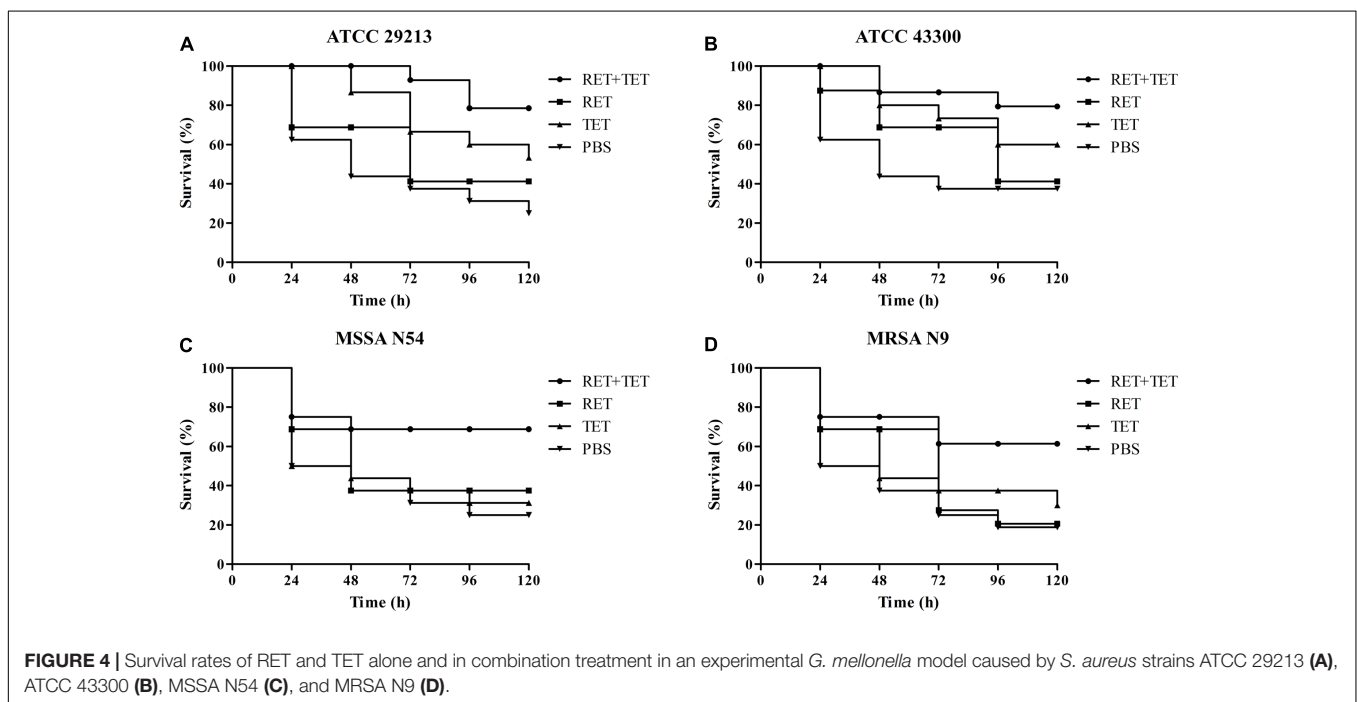 A
ATCC 29213
Survival (%)
100
80
60
40
20
0
0 24 48 72 96 120
Time (h)
RET+TET
RET
TET
PBS
B
ATCC 43300
Survival (%)
100
80
60
40
20
0
0 24 48 72 96 120
Time (h)
RET+TET
RET
TET
PBS
C
MSSA N54
Survival (%)
100
80
60
40
20
0
0 24 48 72 96 120
Time (h)
RET+TET
RET
TET
PBS
D
MRSA N9
Survival (%)
100
80
60
40
20
0
0 24 48 72 96 120
Time (h)
RET+TET
RET
TET
PBS
FIGURE 4 | Survival rates of RET and TET alone and in combination treatment in an experimental G. mellonella model caused by S. aureus strains ATCC 29213 (A),
ATCC 43300 (B), MSSA N54 (C), and MRSA N9 (D).